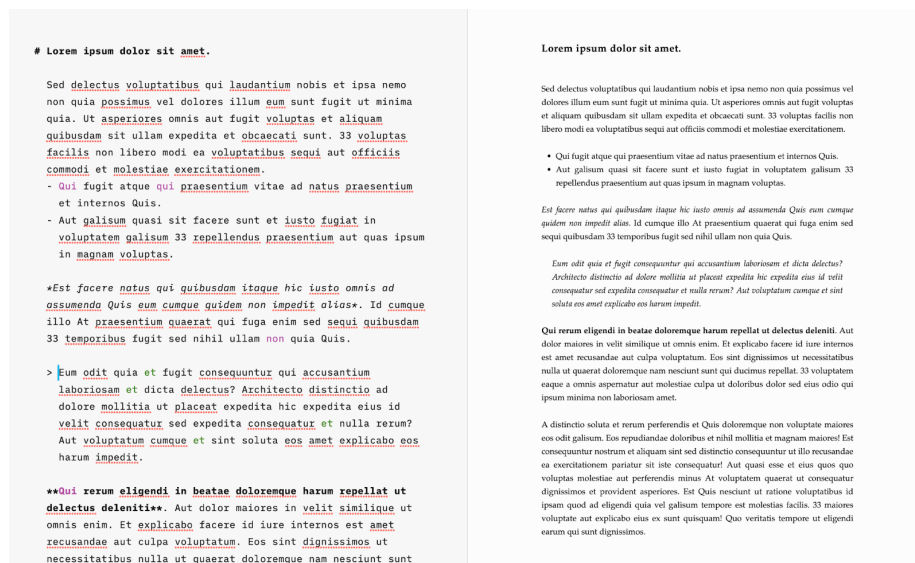 # Lorem ipsum dolor sit amet.
Sed delectus voluptatibus qui laudantium nobis et ipsa nemo
non quia possimus vel dolores illum eum sunt fugit ut minima
quia. Ut asperiores omnis aut fugit voluptas et aliquam
quibusdam sit ullam expedita et obcaecati sunt. 33 voluptas
facilis non libero modi ea voluptatibus sequi aut officiis
commodi et molestiae exercitationem.
- Qui fugit atque qui praesentium vitae ad natus praesentium
et internos Quis.
- Aut galisum quasi sit facere sunt et iusto fugiat in
voluptatem galisum 33 repellendus praesentium aut quas ipsum
in magnam voluptas.
*Est facere natus qui quibusdam itaque hic iusto omnis ad
assumenda Quis eum cumque quidem non impedit alias*. Id cumque
illo At praesentium quaerat qui fuga enim sed sequi quibusdam
33 temporibus fugit sed nihil ullam non quia Quis.
> Eum odit quia et fugit consequuntur qui accusantium
laboriosam et dicta delectus? Architecto distinctio ad
dolore mollitia ut placeat expedita hic expedita eius id
velit consequatur sed expedita consequatur et nulla rerum?
Aut voluptatum cumque et sint soluta eos amet explicabo eos
harum impedit.
**Qui rerum eligendi in beatae doloremque harum repellat ut
delectus deleniti**. Aut dolor maiores in velit similique ut
omnis enim. Et explicabo facere id iure internos est amet
recusandae aut culpa voluptatum. Eos sint dignissimos ut
necessitatibus nulla ut quaerat doloremque nam nesciunt sunt
Lorem ipsum dolor sit amet.
Sed delectus voluptatibus qui laudantium nobis et ipsa nemo non quia possimus vel
dolores illum eum sunt fugit ut minima quia. Ut asperiores omnis aut fugit voluptas
et aliquam quibusdam sit ullam expedita et obcaecati sunt. 33 voluptas facilis non
libero modi ea voluptatibus sequi aut officiis commodi et molestiae exercitationem.
• Qui fugit atque qui praesentium vitae ad natus praesentium et internos Quis.
• Aut galisum quasi sit facere sunt et iusto fugiat in voluptatem galisum 33
repellendus praesentium aut quas ipsum in magnam voluptas.
Est facere natus qui quibusdam itaque hic iusto omnis ad assumenda Quis eum cumque
quidem non impedit alias. Id cumque illo At praesentium quaerat qui fuga enim sed
sequi quibusdam 33 temporibus fugit sed nihil ullam non quia Quis.
Eum odit quia et fugit consequuntur qui accusantium laboriosam et dicta delectus?
Architecto distinctio ad dolore mollitia ut placeat expedita hic expedita eius id velit
consequatur sed expedita consequatur et nulla rerum? Aut voluptatum cumque et sint
soluta eos amet explicabo eos harum impedit.
Qui rerum eligendi in beatae doloremque harum repellat ut delectus deleniti. Aut
dolor maiores in velit similique ut omnis enim. Et explicabo facere id iure internos
est amet recusandae aut culpa voluptatum. Eos sint dignissimos ut necessitatibus
nulla ut quaerat doloremque nam nesciunt sunt qui ducimus repellat. 33 voluptatem
eaque a omnis aspernatur aut molestiae culpa ut doloribus dolor sed eius odio qui
ipsum minima non laboriosam amet.
A distinctio soluta et rerum perferendis et Quis doloremque non voluptate maiores
eos odit galisum. Eos repudiandae doloribus et nihil mollitia et magnam maiores! Est
consequuntur nostrum et aliquam sint sed distinctio consequuntur ut illo recusandae
ea exercitationem pariatur sit iste consequatur! Aut quasi esse et eius quos quo
voluptas molestiae aut perferendis minus At voluptatem quaerat ut consequatur
dignissimos et provident asperiores. Est Quis nesciunt ut ratione voluptatibus id
ipsam quod ad eligendi quia vel galisum tempore est molestias facilis. 33 maiores
voluptate aut explicabo eius ex sunt quisquam! Quo veritatis tempore ut eligendi
earum qui sunt dignissimos.